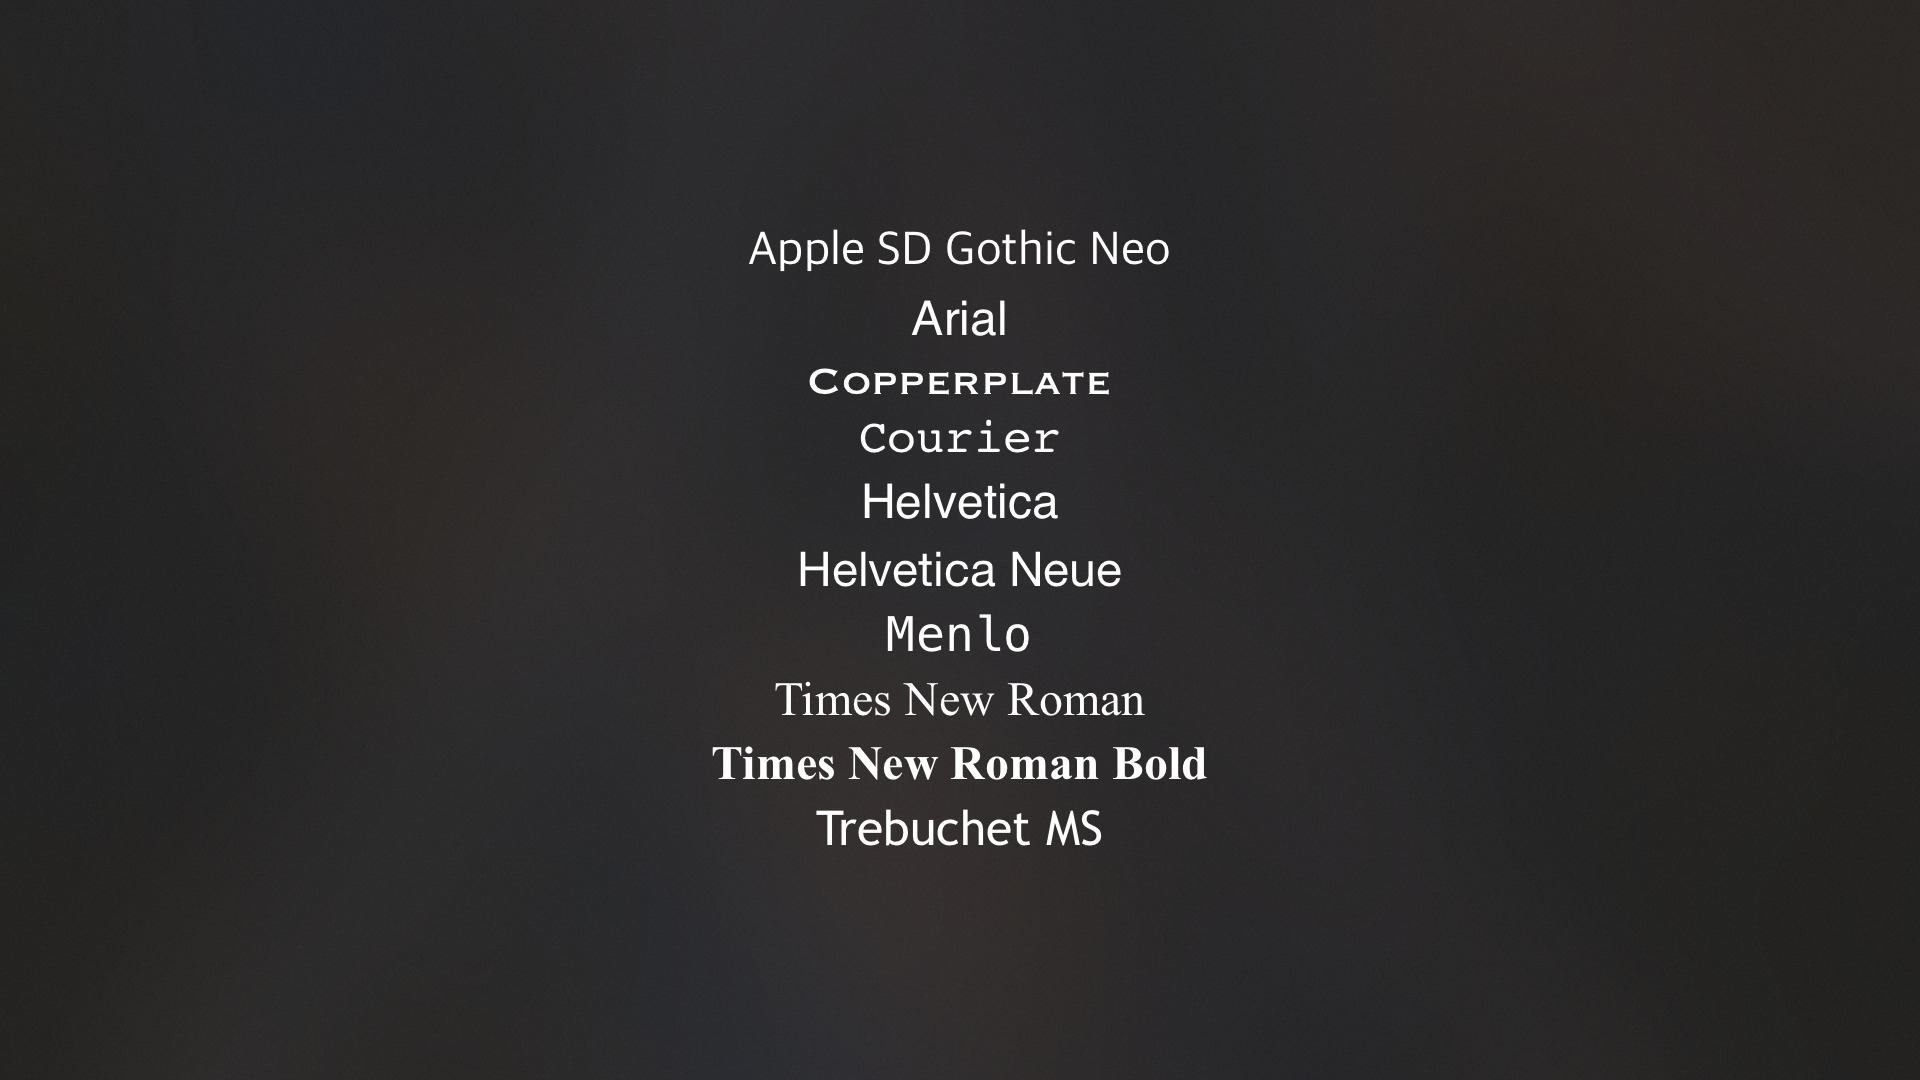 Apple SD Gothic Neo
Arial
Copperplate
Courier
Helvetica
Helvetica Neue
Menlo
Times New Roman
Times New Roman Bold
Trebuchet MS